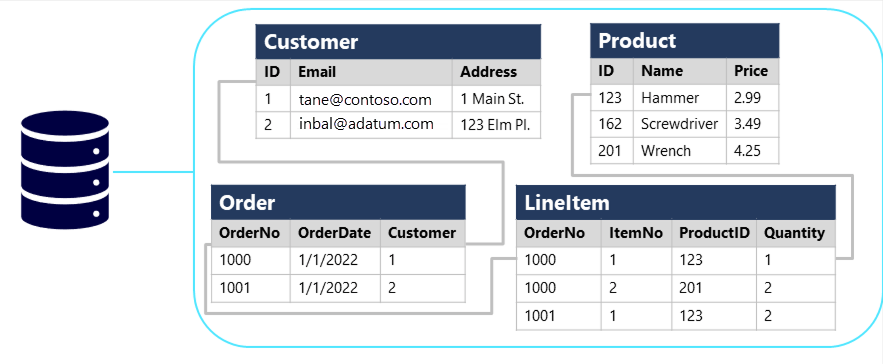 Customer
ID Email Address
1 tane@contoso.com 1 Main St.
2 inbal@adatum.com 123 Elm Pl.
Product
ID Name Price
123 Hammer 2.99
162 Screwdriver 3.49
201 Wrench 4.25
Order
OrderNo OrderDate Customer
1000 1/1/2022 1
1001 1/1/2022 2
LineItem
OrderNo ItemNo ProductID Quantity
1000 1 123 1
1000 2 201 2
1001 1 123 2